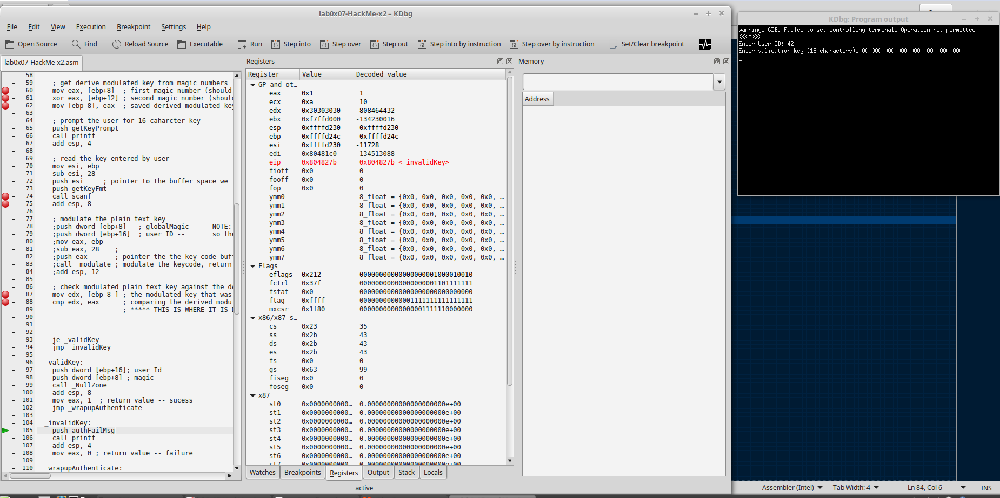 lab0x07-HackMe-x2 – KDbg
File Edit View Execution Breakpoint Settings Help
Open Source Find Reload Source Executable Run Step into Step over Step out Step into by instruction Step over by instruction Set/Clear breakpoint
lab0x07-HackMe-x2.asm
+ 58
+ 59 ; get derive modulated key from magic numbers
+ 60 mov eax, [ebp+8] ; first magic number (should
+ 61 xor eax, [ebp+12] ; second magic number (shoul
+ 62 mov [ebp-8], eax ; saved derived modulated key
+ 63
+ 64 ; prompt the user for 16 caharcter key
+ 65 push getKeyPrompt
+ 66 call printf
+ 67 add esp, 4
+ 68
+ 69 ; read the key entered by user
+ 70 mov esi, ebp
+ 71 sub esi, 28
+ 72 push esi ; pointer to the buffer space we
+ 73 push getKeyFmt
+ 74 call scanf
+ 75 add esp, 8
+ 76
+ 77 ; modulate the plain text key
+ 78 ;push dword [ebp+8] ; globalMagic -- NOTE:
+ 79 ;push dword [ebp+16] ; user ID -- so the
+ 80 ;mov eax, ebp
+ 81 ;sub eax, 28 ;
+ 82 ;push eax ; pointer the the key code buf
+ 83 ;call _modulate ; modulate the keycode, return
+ 84 ;add esp, 12
+ 85
+ 86 ; check modulated plain text key against the de
+ 87 mov edx, [ebp-8 ] ; the modulated key that was
+ 88 cmp edx, eax ; comparing the derived modu
+ 89 ; ***** THIS IS WHERE IT IS
+ 90
+ 91
+ 92
+ 93 je _validKey
+ 94 jmp _invalidKey
+ 95
+ 96 _validKey:
+ 97 push dword [ebp+16]; user Id
+ 98 push dword [ebp+8] ; magic
+ 99 call _NullZone
+ 100 add esp, 8
+ 101 mov eax, 1 ; return value -- sucess
+ 102 jmp _wrapupAuthenticate
+ 103
+ 104 _invalidKey:
+ 105 push authFailMsg
+ 106 call printf
+ 107 add esp, 4
+ 108 mov eax, 0 ; return value -- failure
+ 109
+ 110 _wrapupAuthenticate:
Registers
Register Value Decoded value
GP and ot...
eax 0x1 1
ecx 0xa 10
edx 0x30303030 808464432
ebx 0xf7ffd000 -134230016
esp 0xffffd230 0xffffd230
ebp 0xffffd24c 0xffffd24c
esi 0xffffd230 -11728
edi 0x80481c0 134513088
eip 0x804827b 0x804827b <_invalidKey>
fioff 0x0 0
fooff 0x0 0
fop 0x0 0
ymm0 8_float = {0x0, 0x0, 0x0, 0x0, 0x0, ...
ymm1 8_float = {0x0, 0x0, 0x0, 0x0, 0x0, ...
ymm2 8_float = {0x0, 0x0, 0x0, 0x0, 0x0, ...
ymm3 8_float = {0x0, 0x0, 0x0, 0x0, 0x0, ...
ymm4 8_float = {0x0, 0x0, 0x0, 0x0, 0x0, ...
ymm5 8_float = {0x0, 0x0, 0x0, 0x0, 0x0, ...
ymm6 8_float = {0x0, 0x0, 0x0, 0x0, 0x0, ...
ymm7 8_float = {0x0, 0x0, 0x0, 0x0, 0x0, ...
Flags
eflags 0x212 00000000000000000001000010010
fctrl 0x37f 00000000000000000001101111111
fstat 0x0 00000000000000000000000000000
ftag 0xffff 00000000000001111111111111111
mxcsr 0x1f80 00000000000000001111110000000
x86/x87 s...
cs 0x23 35
ss 0x2b 43
ds 0x2b 43
es 0x2b 43
fs 0x0 0
gs 0x63 99
fiseg 0x0 0
foseg 0x0 0
x87
st0 0x0000000000... 0.00000000000000000000e+00
st1 0x0000000000... 0.00000000000000000000e+00
st2 0x0000000000... 0.00000000000000000000e+00
st3 0x0000000000... 0.00000000000000000000e+00
st4 0x0000000000... 0.00000000000000000000e+00
st5 0x0000000000... 0.00000000000000000000e+00
st6 0x0000000000... 0.00000000000000000000e+00
st7 0x0000000000... 0.00000000000000000000e+00
Watches Breakpoints Registers Output Stack Locals
active
Memory
Address
KDbg: Program output
warning: GDB: Failed to set controlling terminal: Operation not permitted
<<<*>>>
Enter User ID: 42
Enter validation key (16 characters): 00000000000000000000000000000000
Assembler (Intel) Tab Width: 4 Ln 84, Col 6 INS